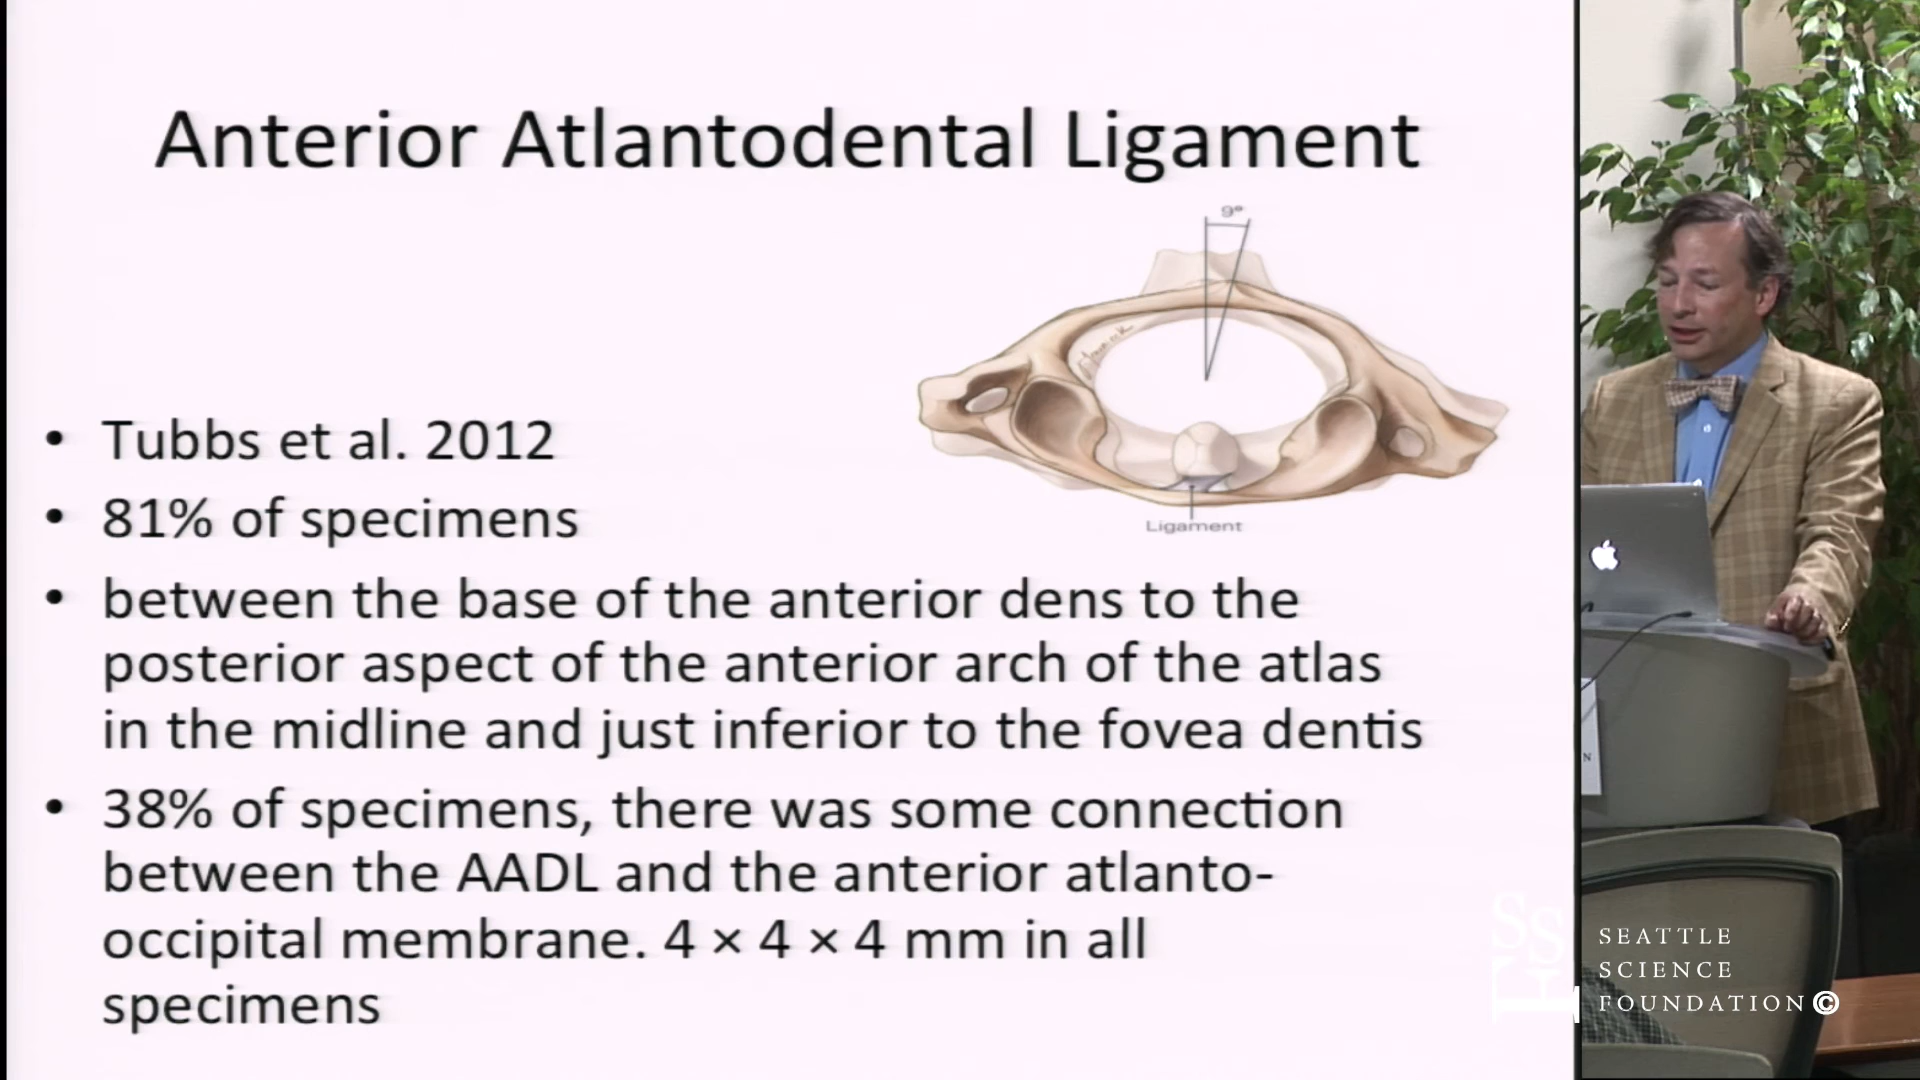 Anterior Atlantodental Ligament
9°
Ligament
• Tubbs et al. 2012
• 81% of specimens
• between the base of the anterior dens to the
posterior aspect of the anterior arch of the atlas
in the midline and just inferior to the fovea dentis
• 38% of specimens, there was some connection
between the AADL and the anterior atlanto-
occipital membrane. 4 × 4 × 4 mm in all
specimens
N
SSF
SEATTLE
SCIENCE
FOUNDATION©